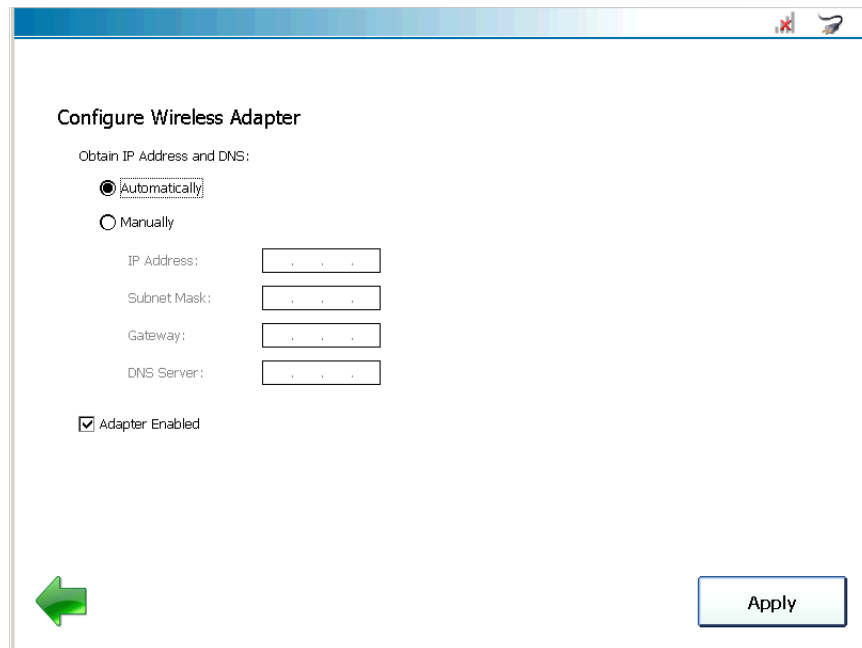 Configure Wireless Adapter
Obtain IP Address and DNS:
Automatically
Manually
IP Address:
. . .
Subnet Mask:
. . .
Gateway:
. . .
DNS Server:
. . .
Adapter Enabled
Apply